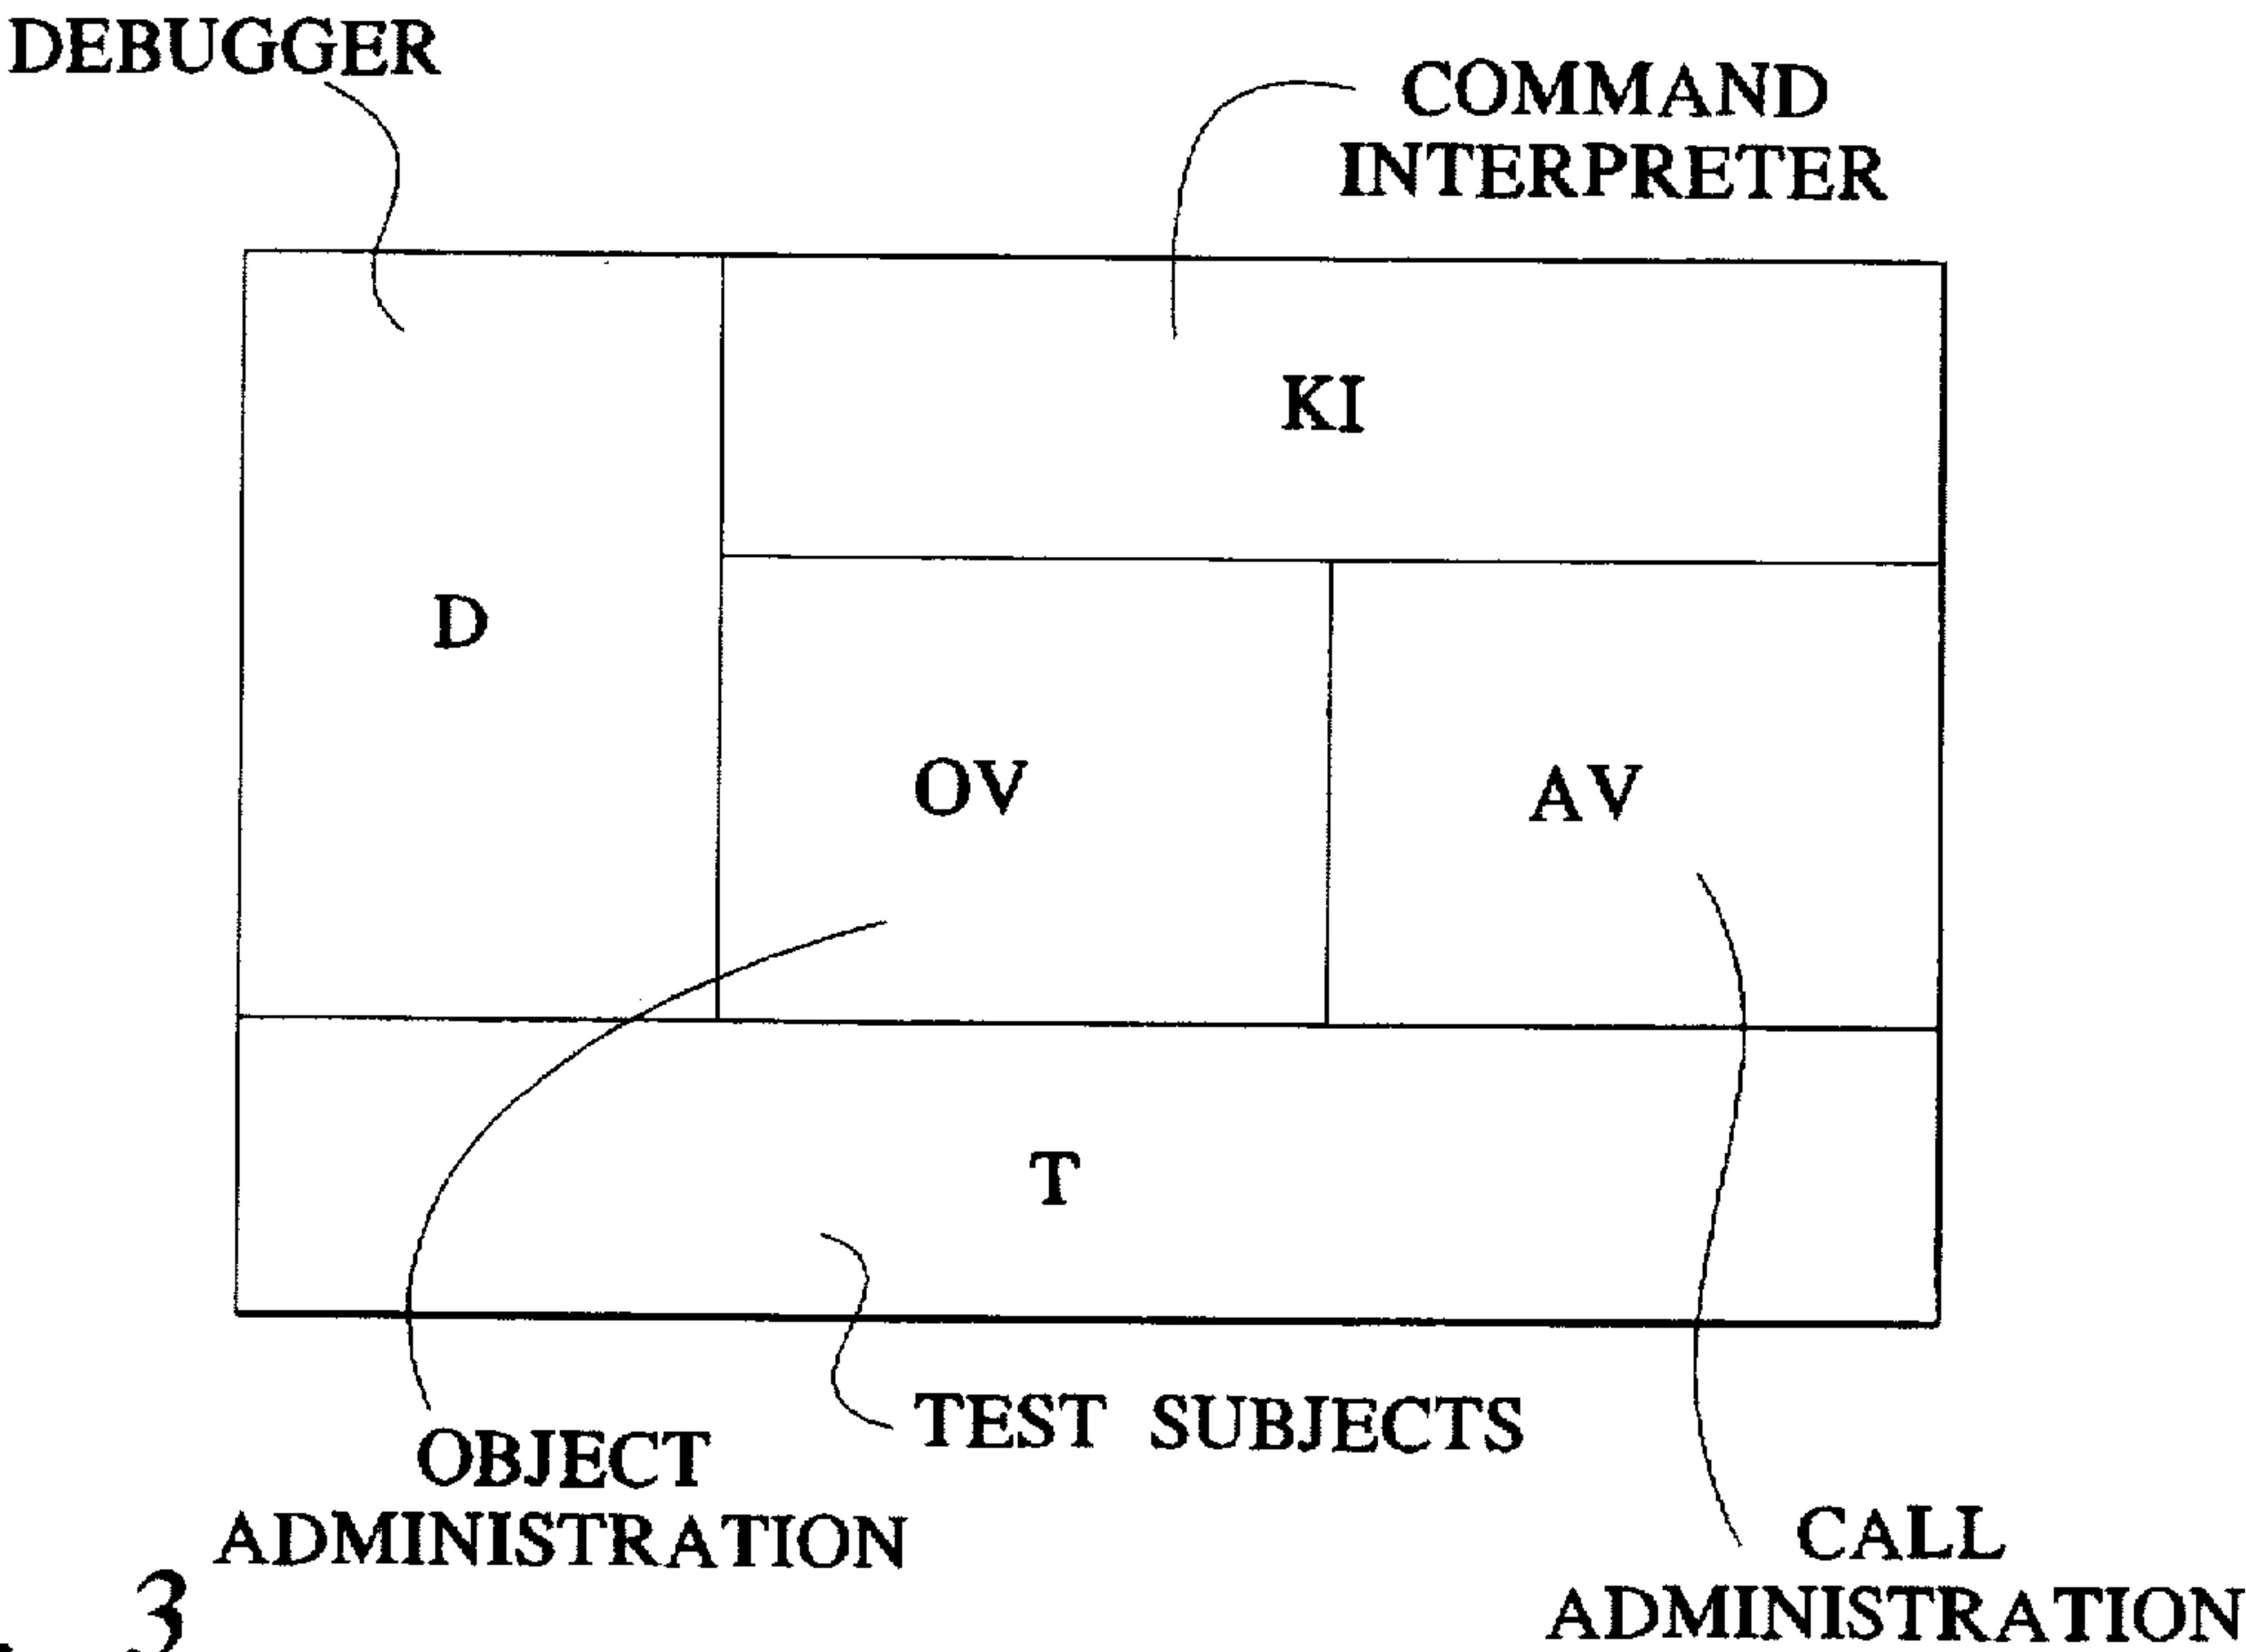 DEBUGGER
COMMAND
INTERPRETER
KI
D
OV
AV
T
TEST SUBJECTS
OBJECT
ADMINISTRATION
CALL
ADMINISTRATION
3